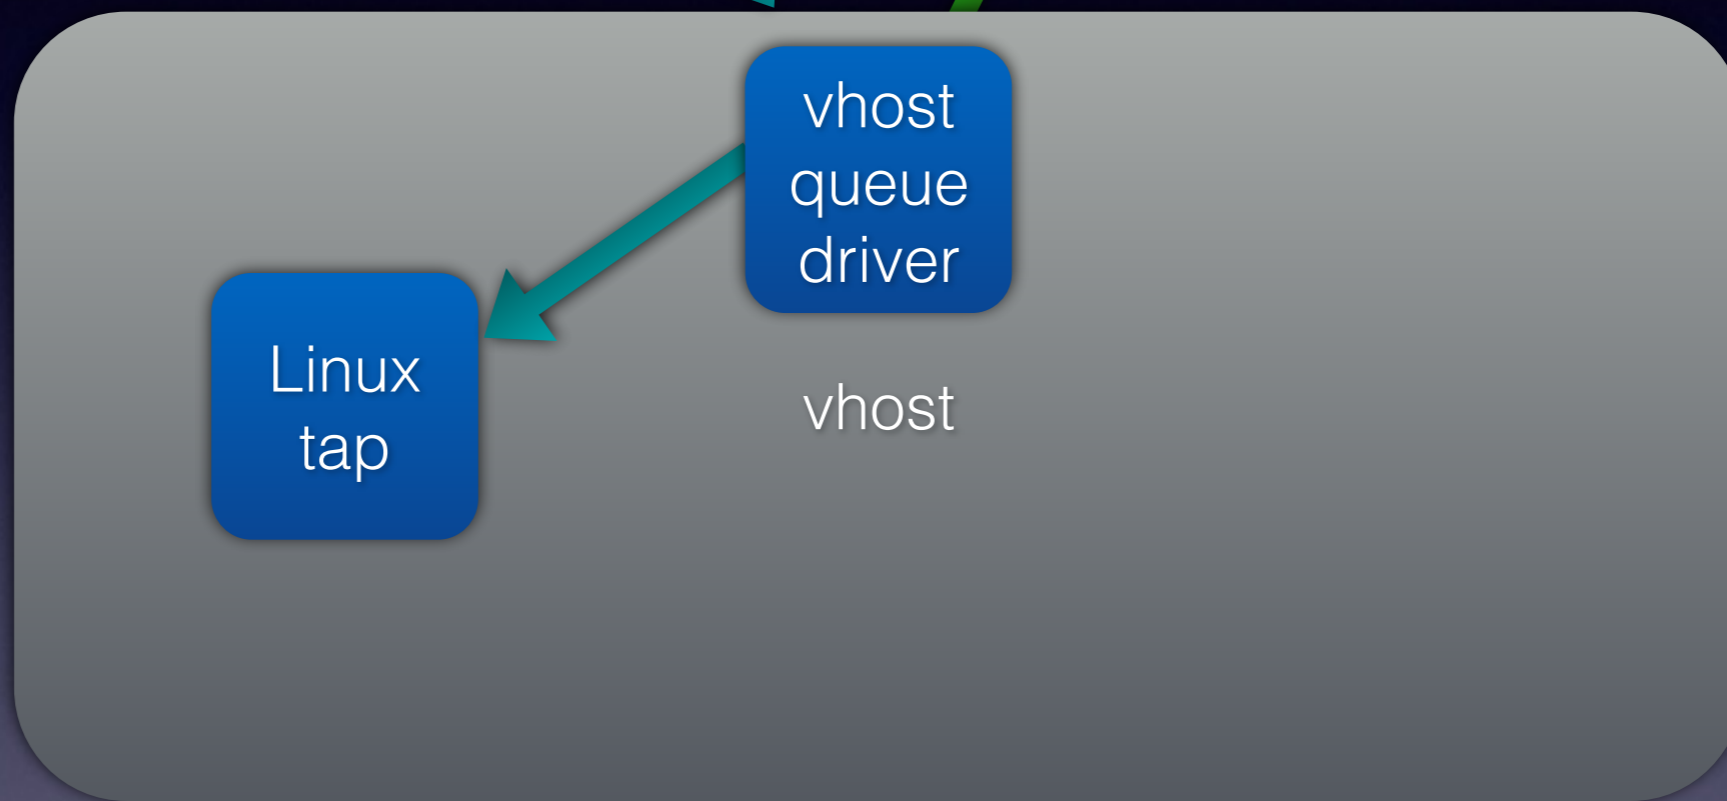 vhost
queue
driver
Linux
tap
vhost